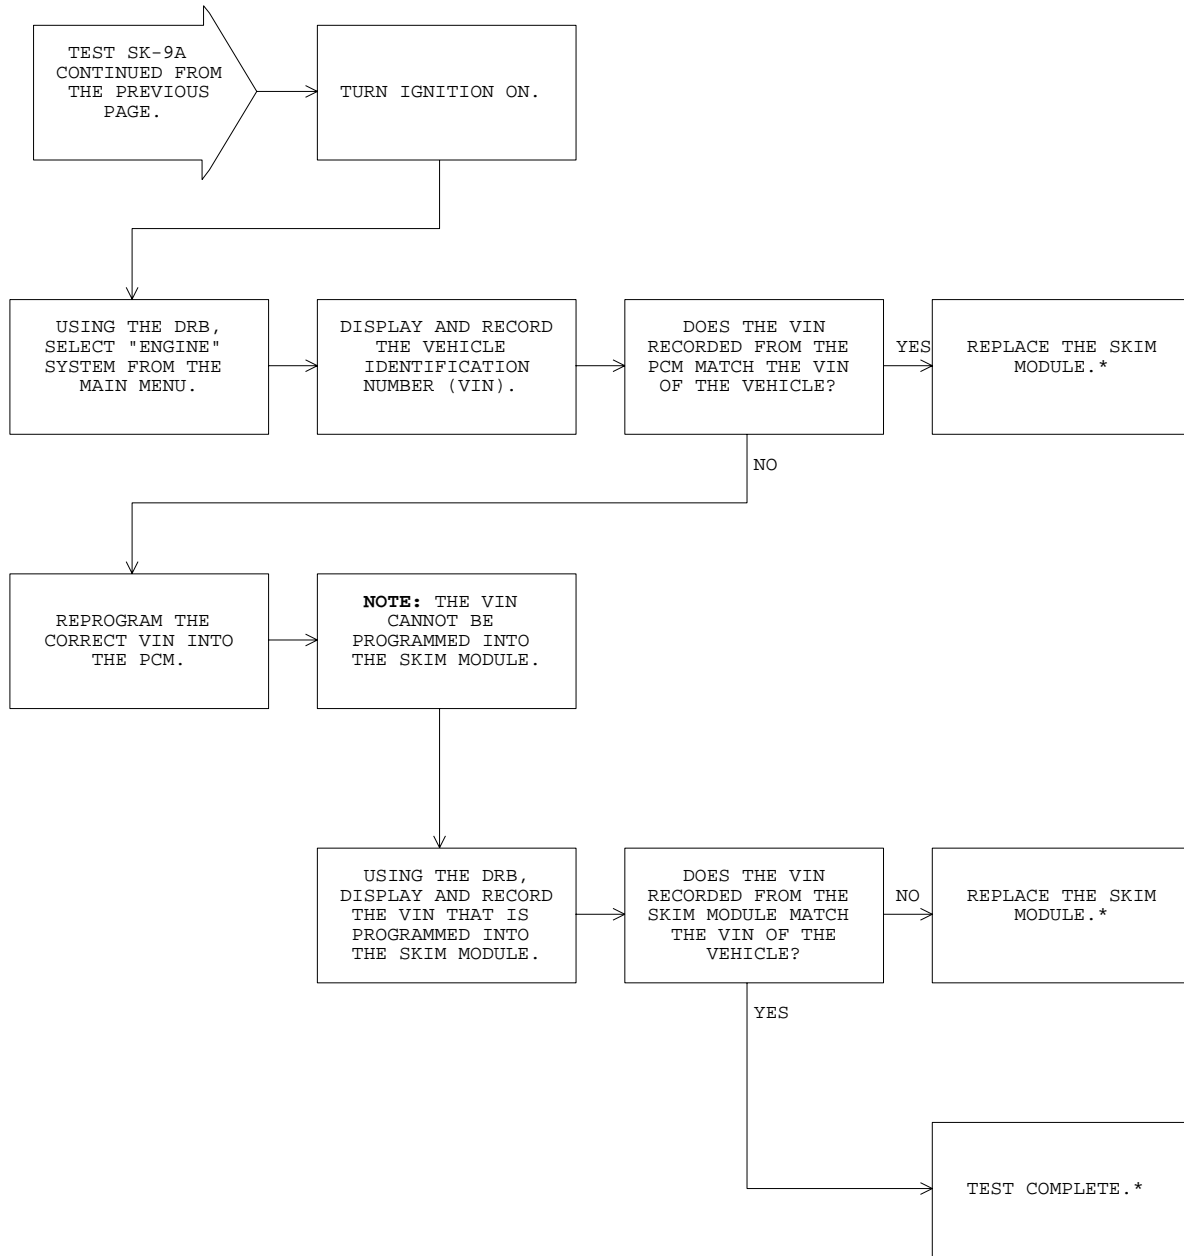 TEST SK-9A
CONTINUED FROM
THE PREVIOUS
PAGE.
TURN IGNITION ON.
USING THE DRB,
SELECT "ENGINE"
SYSTEM FROM THE
MAIN MENU.
DISPLAY AND RECORD
THE VEHICLE
IDENTIFICATION
NUMBER (VIN).
DOES THE VIN
RECORDED FROM THE
PCM MATCH THE VIN
OF THE VEHICLE?
YES
REPLACE THE SKIM
MODULE.*
NO
REPROGRAM THE
CORRECT VIN INTO
THE PCM.
NOTE: THE VIN
CANNOT BE
PROGRAMMED INTO
THE SKIM MODULE.
USING THE DRB,
DISPLAY AND RECORD
THE VIN THAT IS
PROGRAMMED INTO
THE SKIM MODULE.
DOES THE VIN
RECORDED FROM THE
SKIM MODULE MATCH
THE VIN OF THE
VEHICLE?
NO
REPLACE THE SKIM
MODULE.*
YES
TEST COMPLETE.*